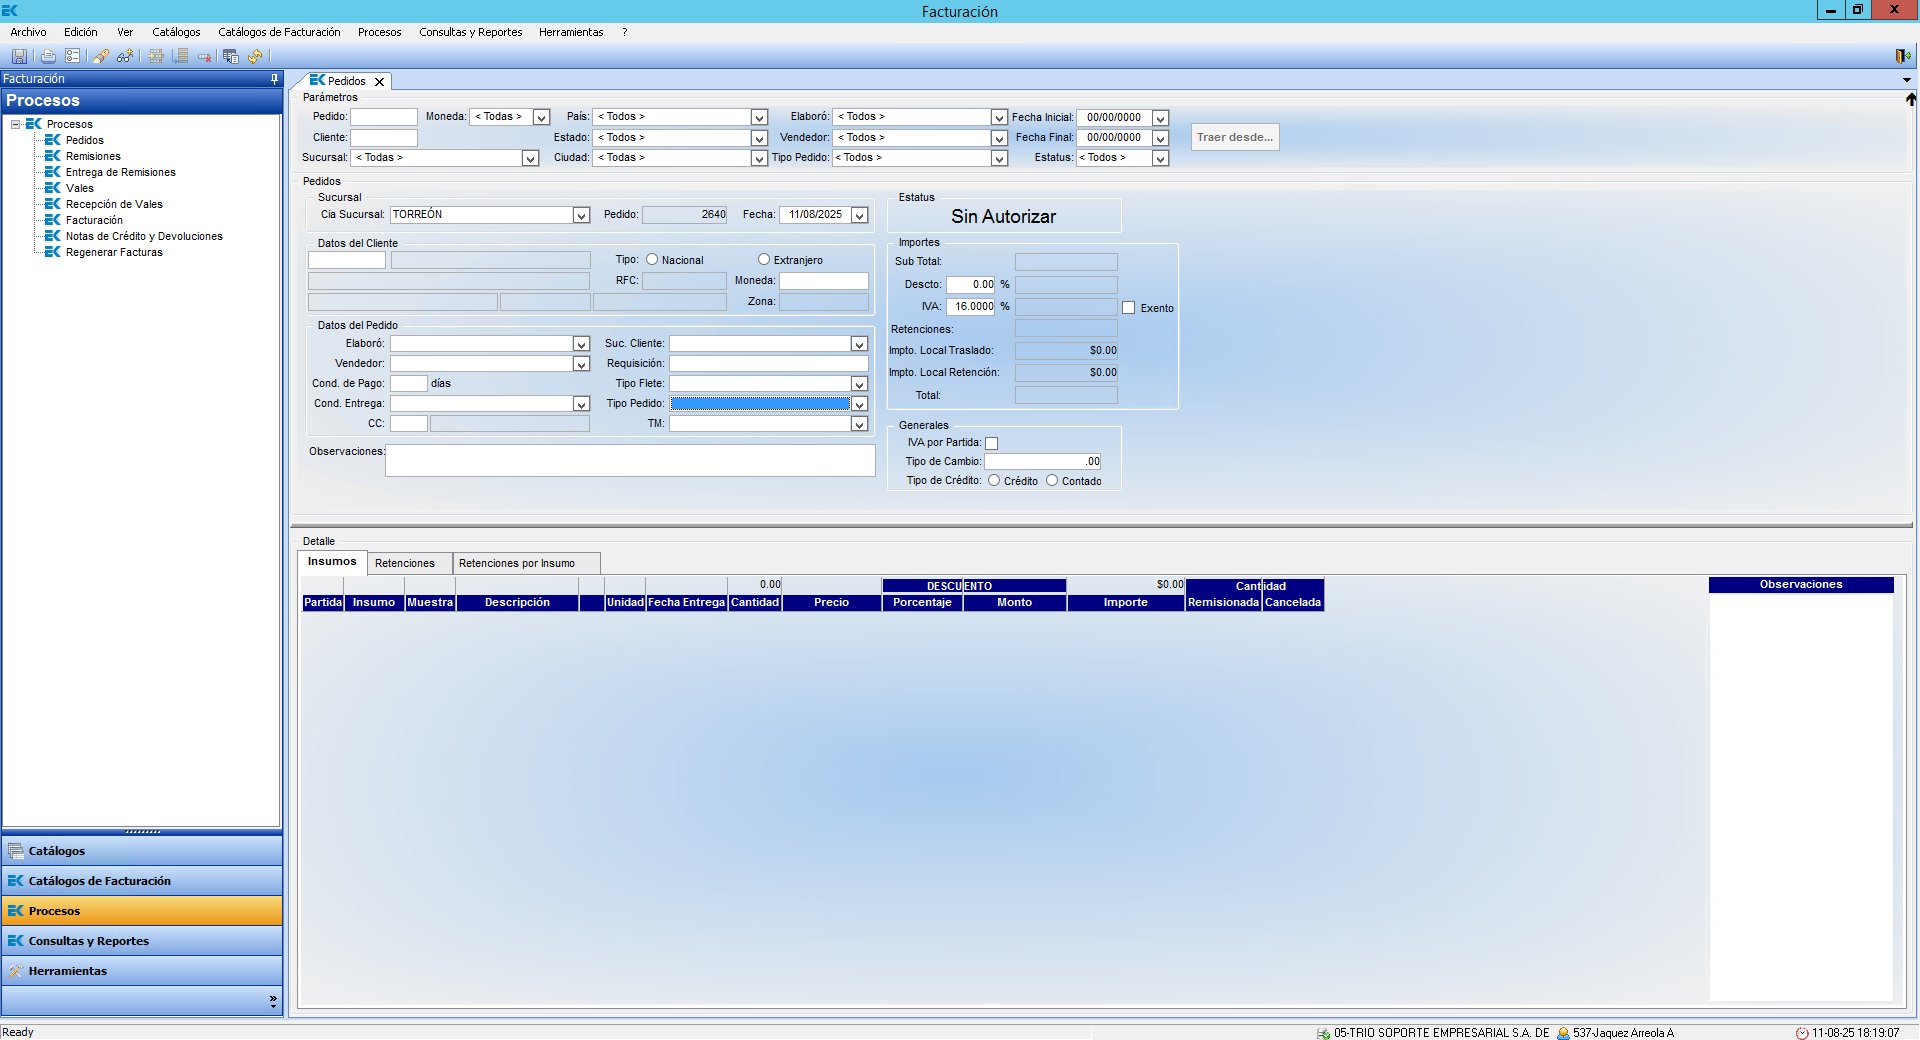 Facturación
Archivo Edición Ver Catálogos Catálogos de Facturación Procesos Consultas y Reportes Herramientas ?
Facturación
Procesos
Procesos
Pedidos
Remisiones
Entrega de Remisiones
Vales
Recepción de Vales
Facturación
Notas de Crédito y Devoluciones
Regenerar Facturas
Catálogos
Catálogos de Facturación
Procesos
Consultas y Reportes
Herramientas
Pedidos
Parámetros
Pedido: Moneda: < Todas > País: < Todos > Elaboró: < Todos > Fecha Inicial: 00/00/0000
Cliente: Estado: < Todos > Vendedor: < Todos > Fecha Final: 00/00/0000 Traer desde...
Sucursal: < Todas > Ciudad: < Todas > Tipo Pedido: < Todos > Estatus: < Todos >
Pedidos
Sucursal
Cia Sucursal: TORREÓN Pedido: 2640 Fecha: 11/08/2025
Datos del Cliente
Tipo: Nacional Extranjero
RFC: Moneda:
Zona:
Datos del Pedido
Elaboró: Suc. Cliente:
Vendedor: Requisición:
Cond. de Pago: días Tipo Flete:
Cond. Entrega: Tipo Pedido:
CC: TM:
Observaciones:
Estatus
Sin Autorizar
Importes
Sub Total:
Descto: 0.00 %
IVA: 16.0000 % Exento
Retenciones:
Impto. Local Traslado: $0.00
Impto. Local Retención: $0.00
Total:
Generales
IVA por Partida:
Tipo de Cambio: .00
Tipo de Crédito: Crédito Contado
Detalle
Insumos Retenciones Retenciones por Insumo
0.00 DESCUENTO $0.00 Cantidad Observaciones
Partida Insumo Muestra Descripción Unidad Fecha Entrega Cantidad Precio Porcentaje Monto Importe Remisionada Cancelada
Ready 05-TRIO SOPORTE EMPRESARIAL S.A. DE 537-Jaquez Arreola A 11-08-25 18:19:07